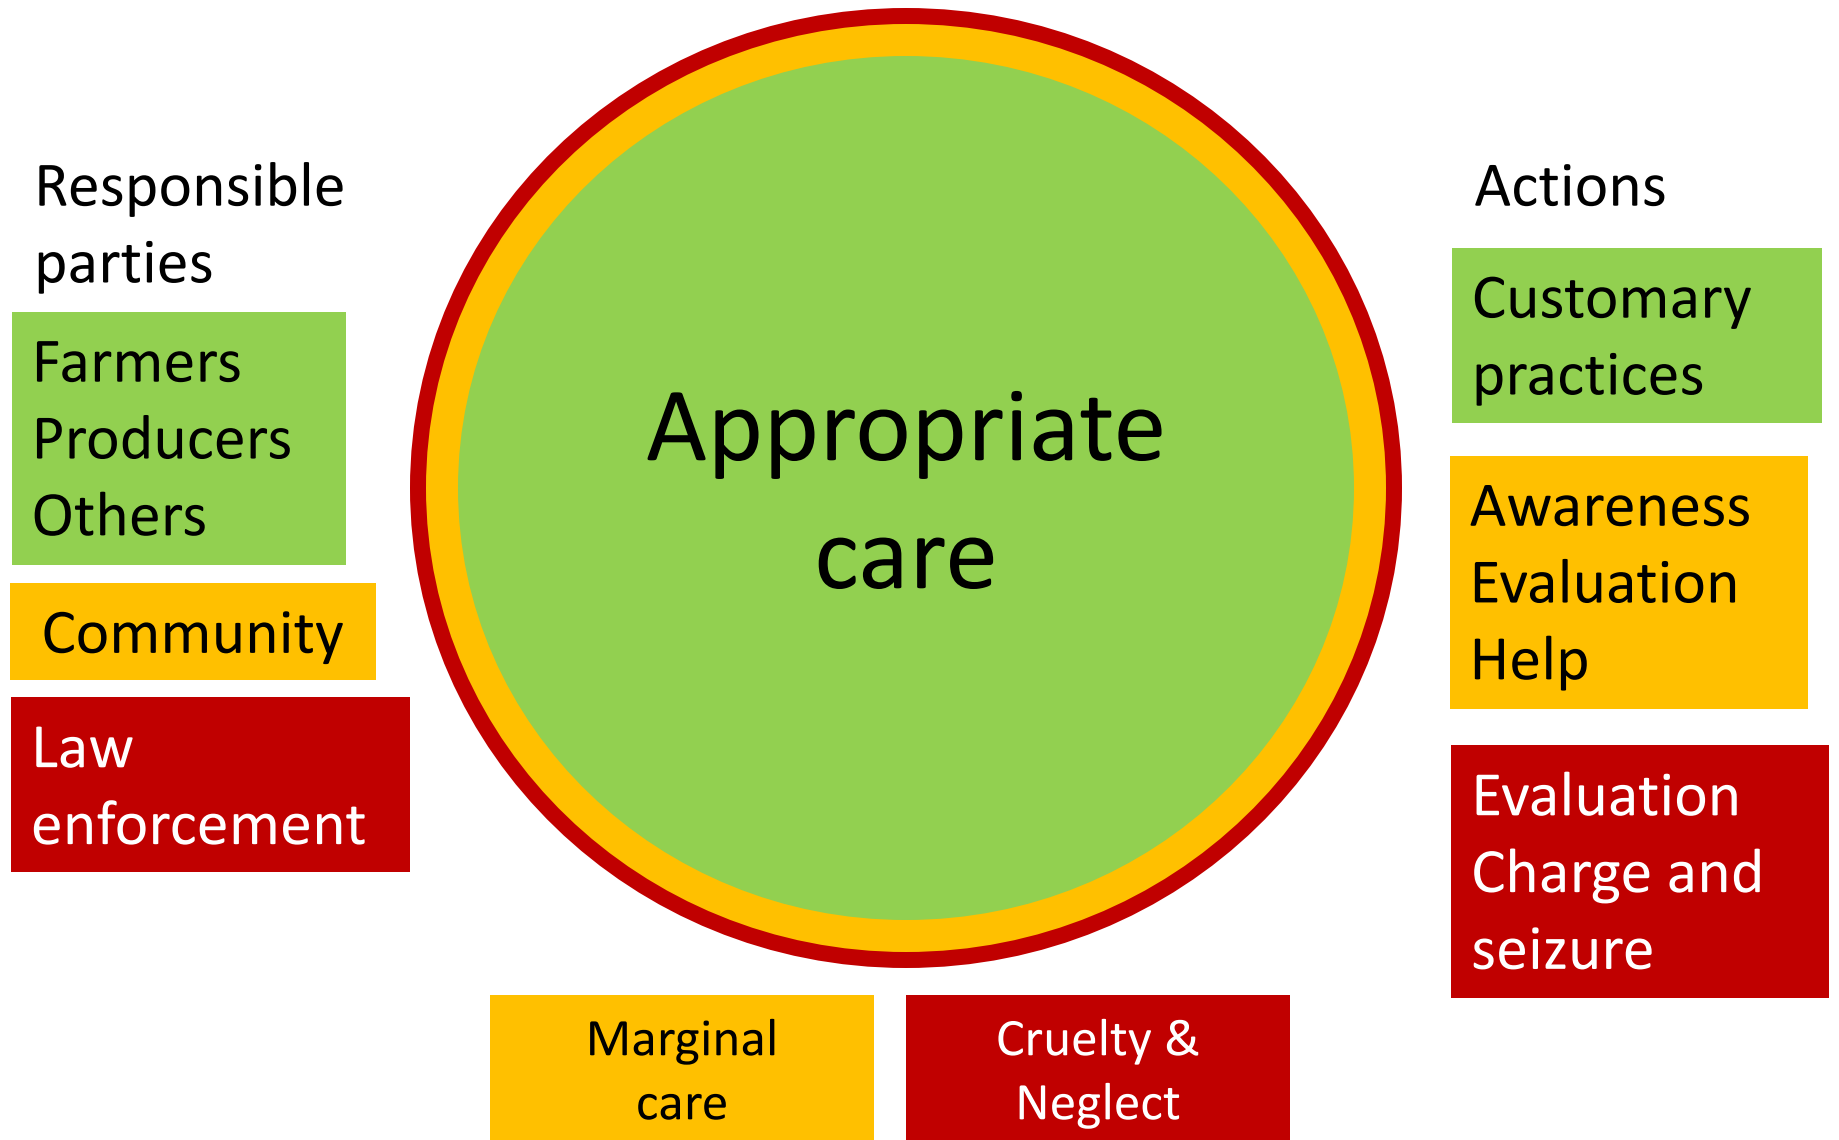 Responsible
parties
Farmers
Producers
Others
Community
Law
enforcement
Appropriate
care
Marginal
care
Cruelty &
Neglect
Actions
Customary
practices
Awareness
Evaluation
Help
Evaluation
Charge and
seizure